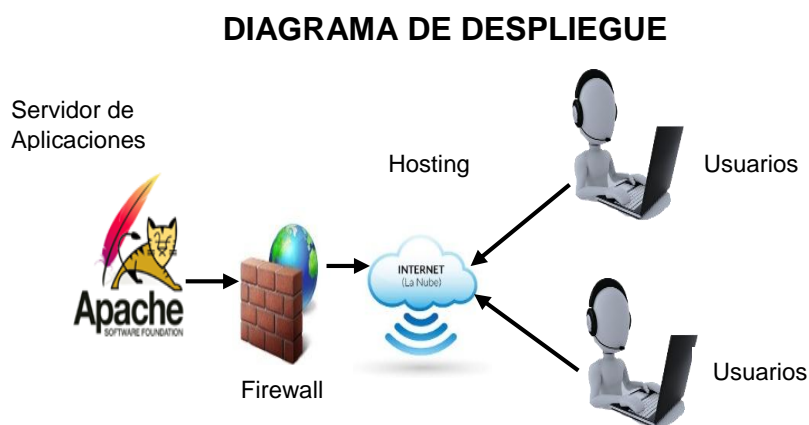 DIAGRAMA DE DESPLIEGUE
Servidor de
Aplicaciones
Hosting
Usuarios
INTERNET
(La Nube)
Apache
SOFTWARE FOUNDATION
Firewall
Usuarios